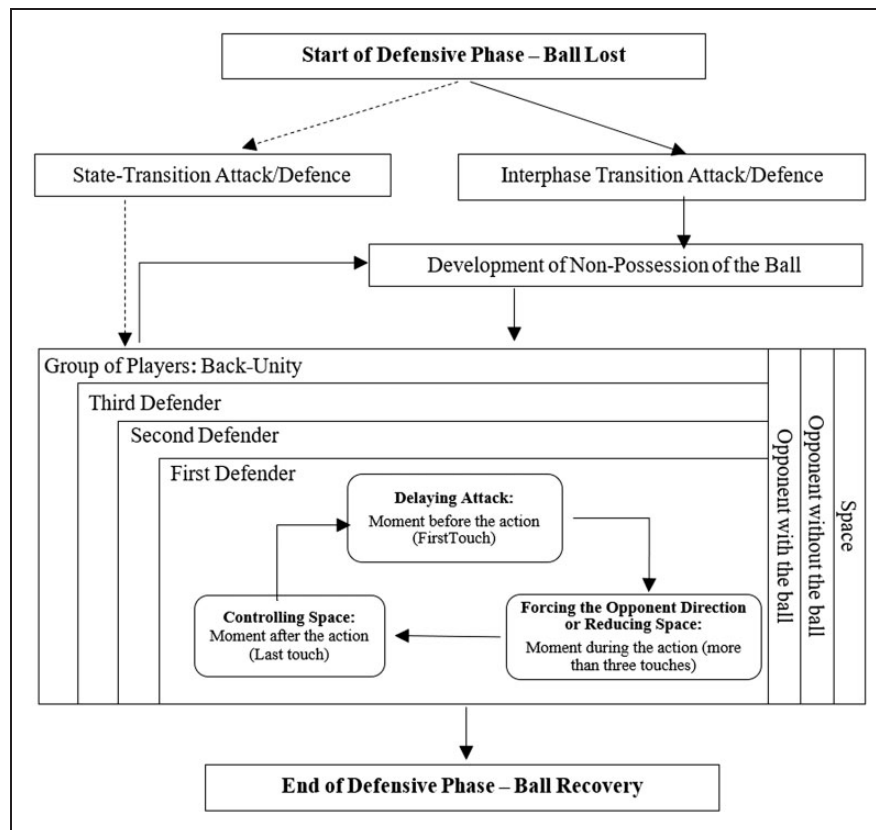 Start of Defensive Phase – Ball Lost
State-Transition Attack/Defence
Interphase Transition Attack/Defence
Development of Non-Possession of the Ball
Group of Players: Back-Unity
Third Defender
Second Defender
First Defender
Delaying Attack:
Moment before the action
(FirstTouch)
Controlling Space:
Moment after the action
(Last touch)
Forcing the Opponent Direction
or Reducing Space:
Moment during the action (more
than three touches)
Opponent with the ball
Opponent without the ball
Space
End of Defensive Phase – Ball Recovery